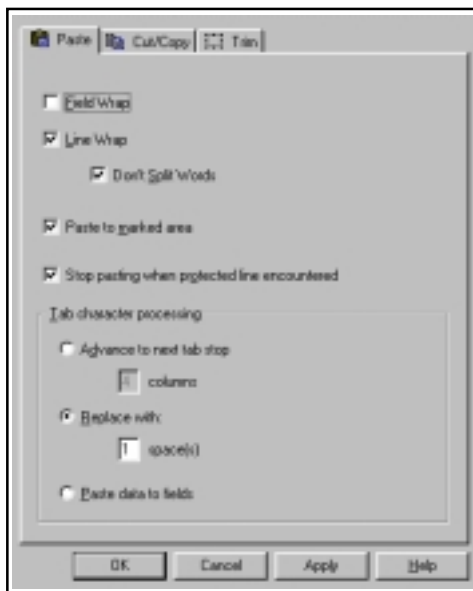 Paste Cut/Copy Trim
Field Wrap
Line Wrap
Don't Split Words
Paste to marked area
Stop pasting when protected line encountered
Tab character processing
Advance to next tab stop
4 columns
Replace with:
1 space(s)
Paste data to fields
OK Cancel Apply Help